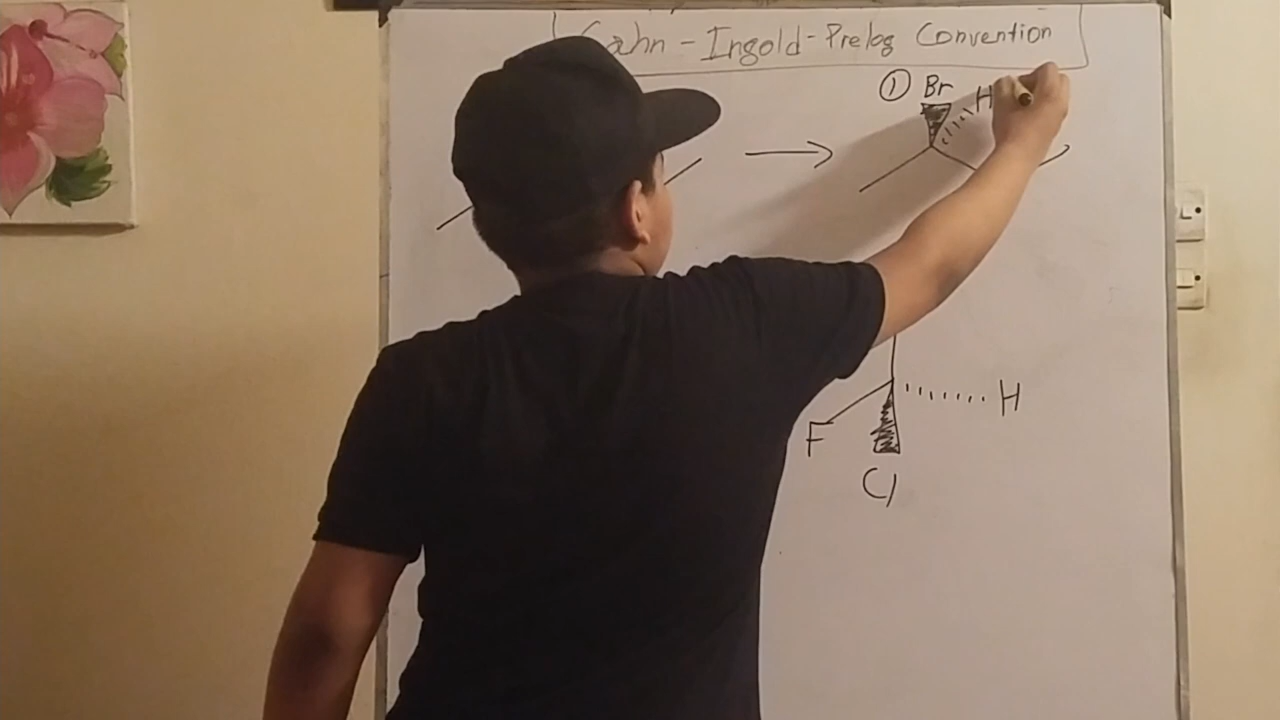 Cahn - Ingold - Prelog Convention
① Br H
H
F
Cl